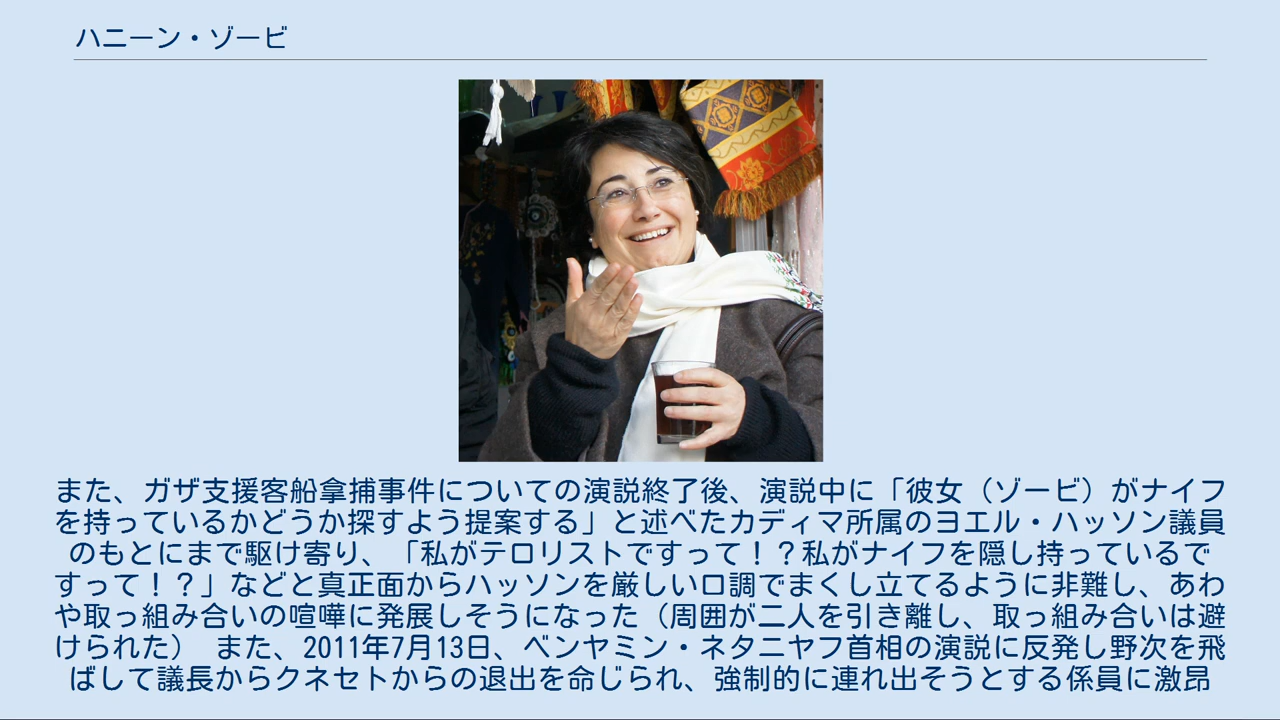 ハニーン・ゾービ
また、ガザ支援客船拿捕事件についての演説終了後、演説中に「彼女（ゾービ）がナイフ
を持っているかどうか探すよう提案する」と述べたカディマ所属のヨエル・ハッソン議員
のもとにまで駆け寄り、「私がテロリストですって！？私がナイフを隠し持っているで
すって！？」などと真正面からハッソンを厳しい口調でまくし立てるように非難し、あわ
や取っ組み合いの喧嘩に発展しそうになった（周囲が二人を引き離し、取っ組み合いは避
けられた） また、2011年7月13日、ベンヤミン・ネタニヤフ首相の演説に反発し野次を飛
ばして議長からクネセトからの退出を命じられ、強制的に連れ出そうとする係員に激昂